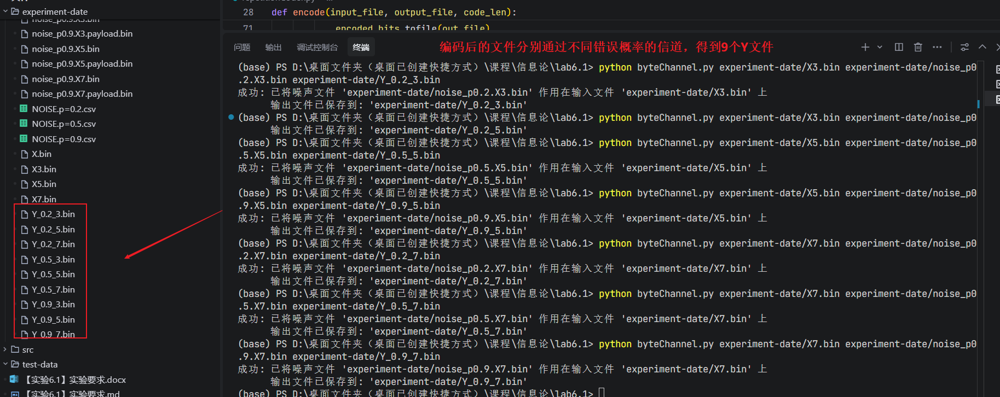 experiment-date
noise_p0.9.X3.bin
noise_p0.9.X3.payload.bin
noise_p0.9.X5.bin
noise_p0.9.X5.payload.bin
noise_p0.9.X7.bin
noise_p0.9.X7.payload.bin
NOISE.p=0.2.csv
NOISE.p=0.5.csv
NOISE.p=0.9.csv
X.bin
X3.bin
X5.bin
X7.bin
Y_0.2_3.bin
Y_0.2_5.bin
Y_0.2_7.bin
Y_0.5_3.bin
Y_0.5_5.bin
Y_0.5_7.bin
Y_0.9_3.bin
Y_0.9_5.bin
Y_0.9_7.bin
src
test-data
【实验6.1】实验要求.docx
【实验6.1】实验要求.md
28 def encode(input_file, output_file, code_len):
71 encoded_bits.tofile(out_file)
问题 输出 调试控制台 终端
编码后的文件分别通过不同错误概率的信道，得到9个Y文件
(base) PS D:\桌面文件夹（桌面已创建快捷方式）\课程\信息论\lab6.1> python byteChannel.py experiment-date/X3.bin experiment-date/noise_p0
.2.X3.bin experiment-date/Y_0.2_3.bin
成功: 已将噪声文件 'experiment-date/noise_p0.2.X3.bin' 作用在输入文件 'experiment-date/X3.bin' 上
输出文件已保存到: 'experiment-date/Y_0.2_3.bin'
(base) PS D:\桌面文件夹（桌面已创建快捷方式）\课程\信息论\lab6.1> python byteChannel.py experiment-date/X3.bin experiment-date/noise_p0
输出文件已保存到: 'experiment-date/Y_0.2_5.bin'
(base) PS D:\桌面文件夹（桌面已创建快捷方式）\课程\信息论\lab6.1> python byteChannel.py experiment-date/X5.bin experiment-date/noise_p0
.5.X5.bin experiment-date/Y_0.5_5.bin
成功: 已将噪声文件 'experiment-date/noise_p0.5.X5.bin' 作用在输入文件 'experiment-date/X5.bin' 上
输出文件已保存到: 'experiment-date/Y_0.5_5.bin'
(base) PS D:\桌面文件夹（桌面已创建快捷方式）\课程\信息论\lab6.1> python byteChannel.py experiment-date/X5.bin experiment-date/noise_p0
.9.X5.bin experiment-date/Y_0.9_5.bin
成功: 已将噪声文件 'experiment-date/noise_p0.9.X5.bin' 作用在输入文件 'experiment-date/X5.bin' 上
输出文件已保存到: 'experiment-date/Y_0.9_5.bin'
(base) PS D:\桌面文件夹（桌面已创建快捷方式）\课程\信息论\lab6.1> python byteChannel.py experiment-date/X7.bin experiment-date/noise_p0
.2.X7.bin experiment-date/Y_0.2_7.bin
成功: 已将噪声文件 'experiment-date/noise_p0.2.X7.bin' 作用在输入文件 'experiment-date/X7.bin' 上
输出文件已保存到: 'experiment-date/Y_0.2_7.bin'
(base) PS D:\桌面文件夹（桌面已创建快捷方式）\课程\信息论\lab6.1> python byteChannel.py experiment-date/X7.bin experiment-date/noise_p0
.5.X7.bin experiment-date/Y_0.5_7.bin
成功: 已将噪声文件 'experiment-date/noise_p0.5.X7.bin' 作用在输入文件 'experiment-date/X7.bin' 上
输出文件已保存到: 'experiment-date/Y_0.5_7.bin'
(base) PS D:\桌面文件夹（桌面已创建快捷方式）\课程\信息论\lab6.1> python byteChannel.py experiment-date/X7.bin experiment-date/noise_p0
.9.X7.bin experiment-date/Y_0.9_7.bin
成功: 已将噪声文件 'experiment-date/noise_p0.9.X7.bin' 作用在输入文件 'experiment-date/X7.bin' 上
输出文件已保存到: 'experiment-date/Y_0.9_7.bin'
(base) PS D:\桌面文件夹（桌面已创建快捷方式）\课程\信息论\lab6.1>